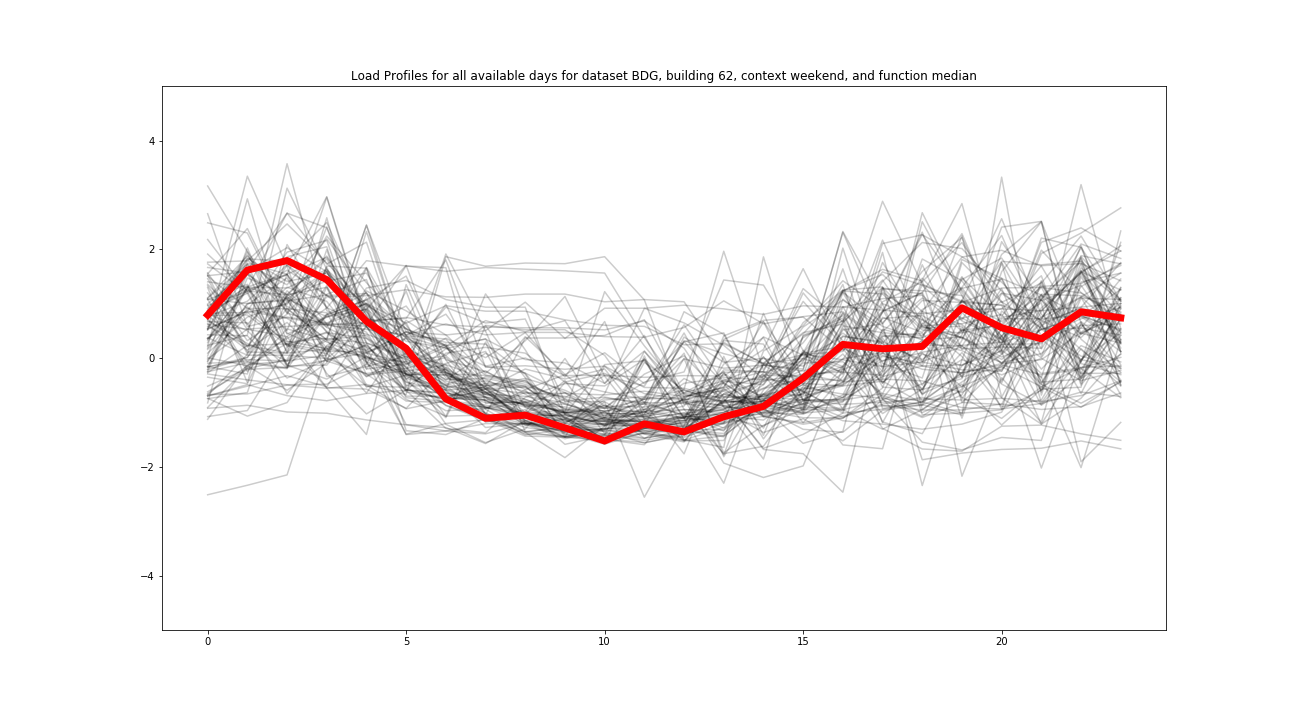 Load Profiles for all available days for dataset BDG, building 62, context weekend, and function median
4
2
0
−2
−4
0 5 10 15 20